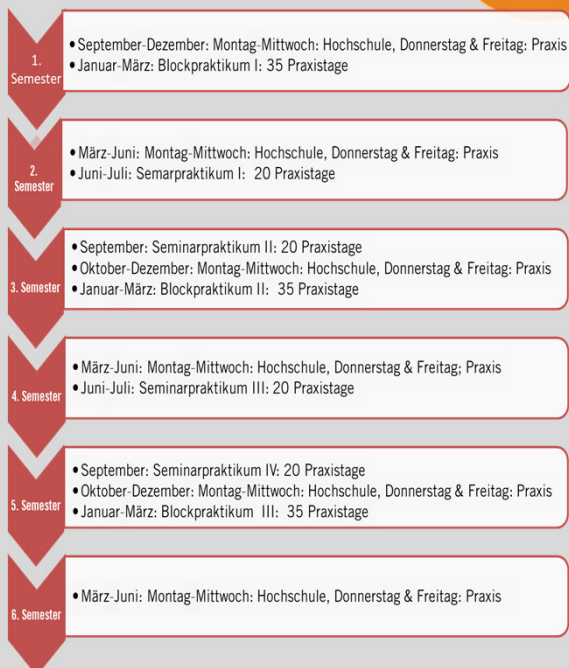 1.
Semester
• September-Dezember: Montag-Mittwoch: Hochschule, Donnerstag & Freitag: Praxis
• Januar-März: Blockpraktikum I: 35 Praxistage
2.
Semester
• März-Juni: Montag-Mittwoch: Hochschule, Donnerstag & Freitag: Praxis
• Juni-Juli: Semarpraktikum I: 20 Praxistage
3. Semester
• September: Seminarpraktikum II: 20 Praxistage
• Oktober-Dezember: Montag-Mittwoch: Hochschule, Donnerstag & Freitag: Praxis
• Januar-März: Blockpraktikum II: 35 Praxistage
4. Semester
• März-Juni: Montag-Mittwoch: Hochschule, Donnerstag & Freitag; Praxis
• Juni-Juli: Seminarpraktikum III: 20 Praxistage
5. Semester
• September: Seminarpraktikum IV: 20 Praxistage
• Oktober-Dezember: Montag-Mittwoch: Hochschule, Donnerstag & Freitag: Praxis
• Januar-März: Blockpraktikum III: 35 Praxistage
6. Semester
• März-Juni: Montag-Mittwoch: Hochschule, Donnerstag & Freitag: Praxis